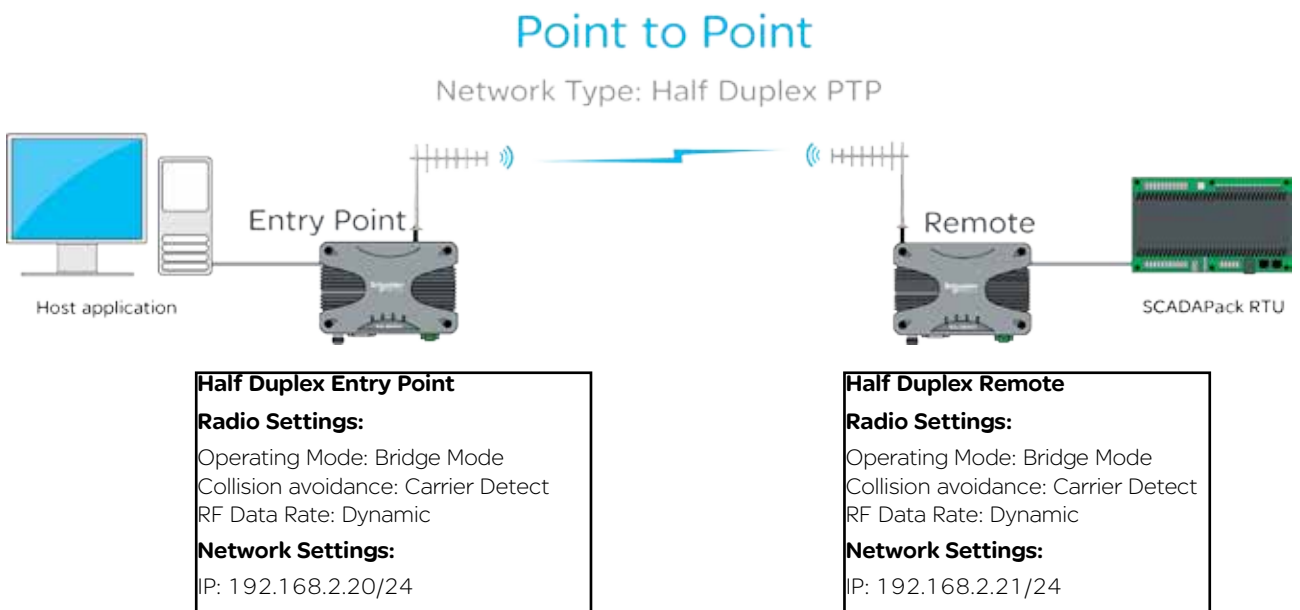 Point to Point
Network Type: Half Duplex PTP
Entry Point
Remote
Host application
SCADAPack RTU
Half Duplex Entry Point
Radio Settings:
Operating Mode: Bridge Mode
Collision avoidance: Carrier Detect
RF Data Rate: Dynamic
Network Settings:
IP: 192.168.2.20/24
Half Duplex Remote
Radio Settings:
Operating Mode: Bridge Mode
Collision avoidance: Carrier Detect
RF Data Rate: Dynamic
Network Settings:
IP: 192.168.2.21/24